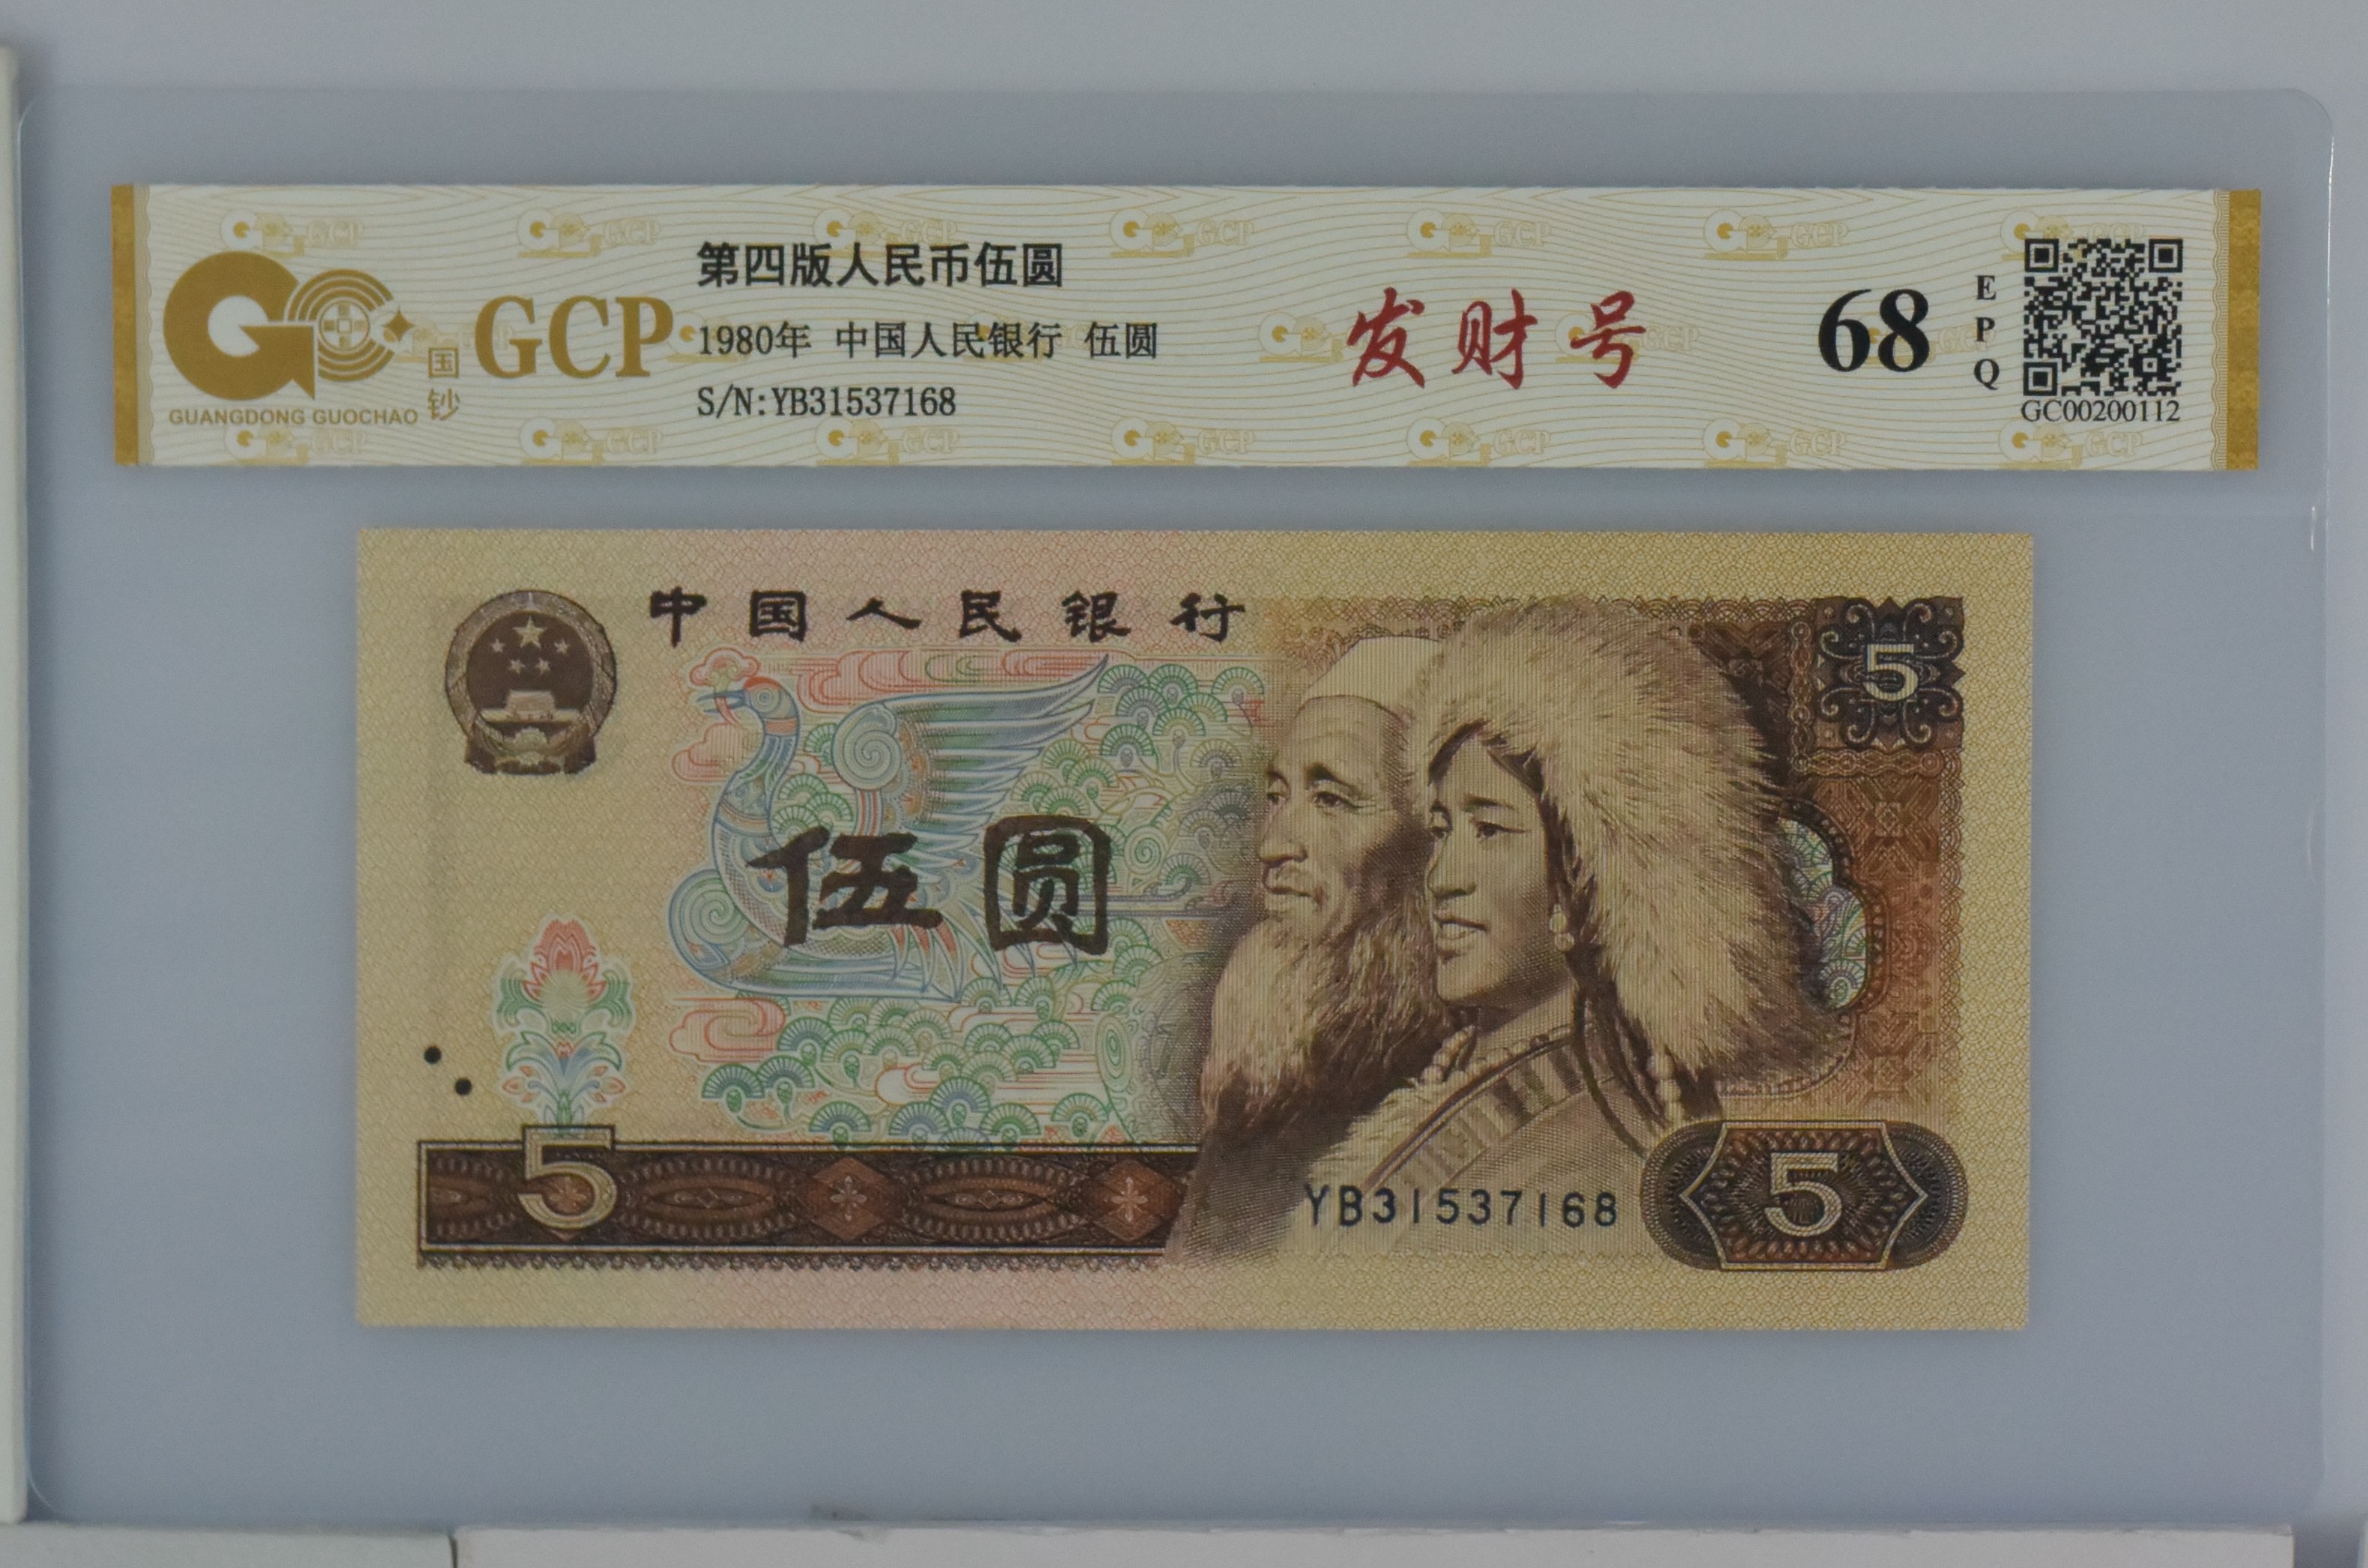 GCP
国钞
GUANGDONG GUOCHAO
第四版人民币伍圆
1980年 中国人民银行 伍圆
S/N:YB31537168
发财号
68
EPQ
GC00200112
中国人民银行
5
伍圆
5
YB31537168
5